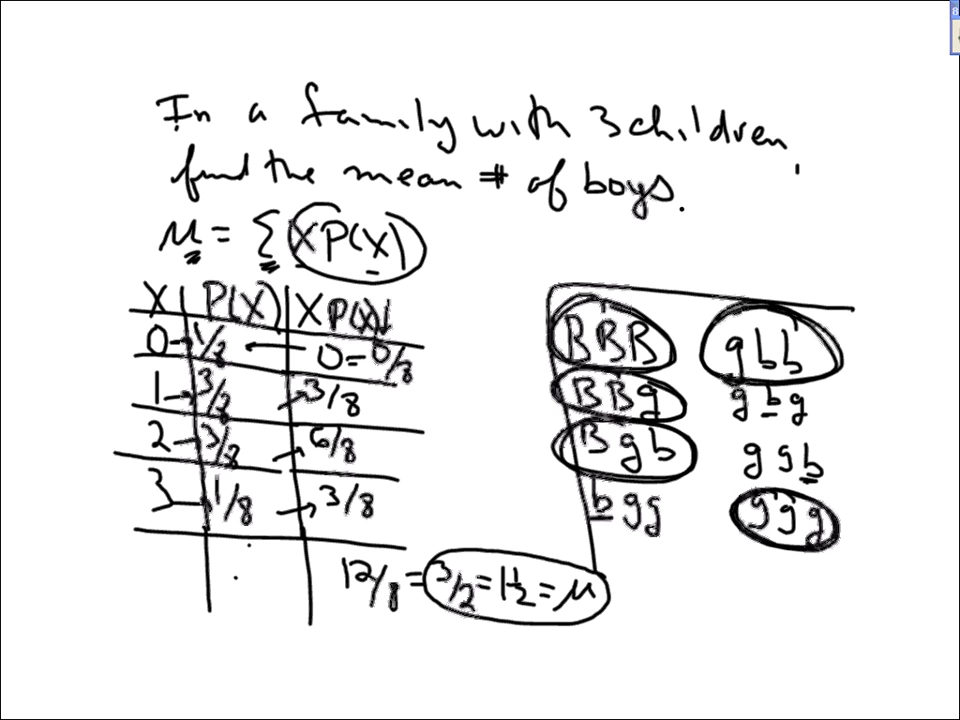 In a family with 3 children,
find the mean # of boys.
μ = Σ XP(X)
X P(X) X P(X)
0 1/8 0 = 0/8
1 3/8 3/8
2 3/8 6/8
3 1/8 3/8
12/8 = 3/2 = 1 1/2 = μ
BBB gbb
BBg gbg
Bgb ggb
bgg ggg